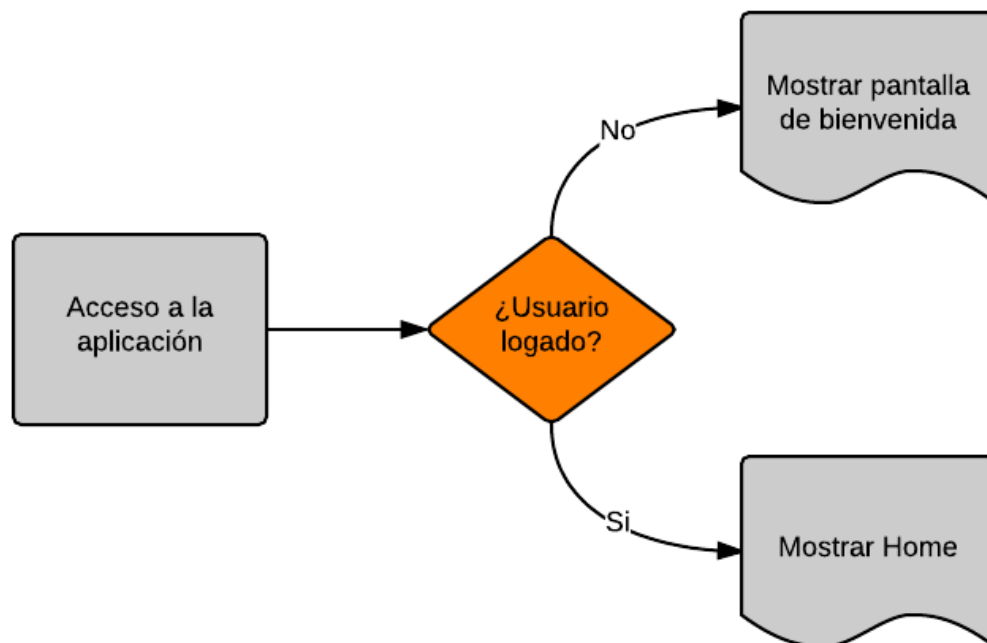 Mostrar pantalla
de bienvenida
No
Acceso a la
aplicación
¿Usuario
logado?
Si
Mostrar Home